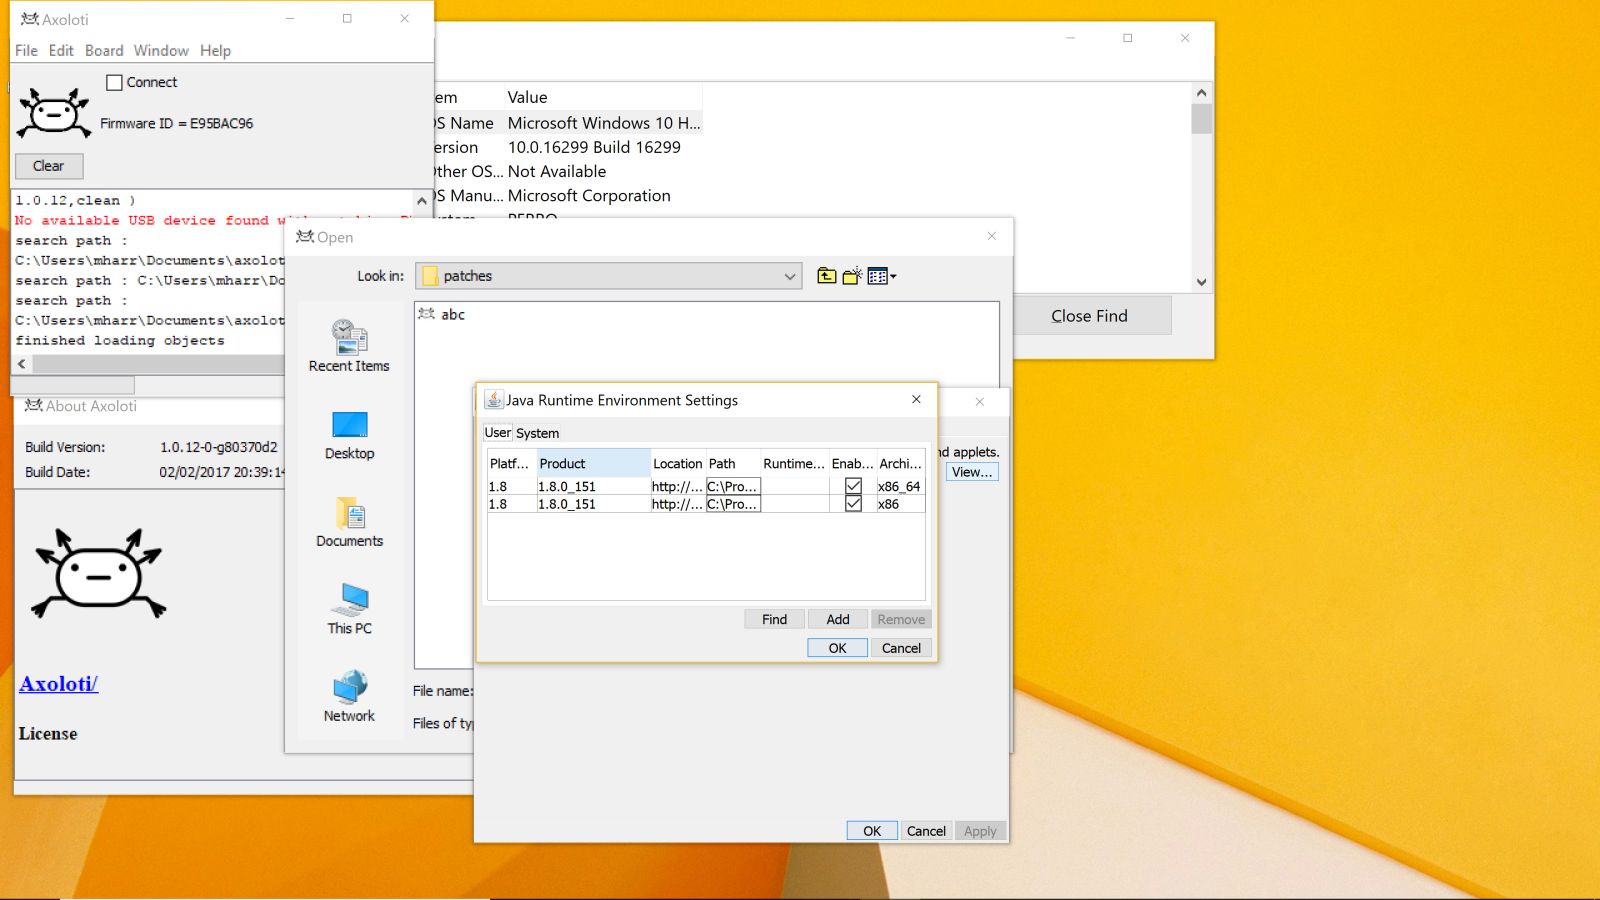 Axoloti
File Edit Board Window Help
Connect
Firmware ID = E95BAC96
Clear
1.0.12,clean )
No available USB device found
search path :
C:\Users\mharr\Documents\axolot
search path : C:\Users\mharr\Do
search path :
C:\Users\mharr\Documents\axolot
finished loading objects
em Value
OS Name Microsoft Windows 10 H...
ersion 10.0.16299 Build 16299
Other OS... Not Available
OS Manu... Microsoft Corporation
Close Find
About Axoloti
Build Version: 1.0.12-0-g80370d2
Build Date: 02/02/2017 20:39:14
Axoloti/
License
Open
Look in: patches
abc
Recent Items
Desktop
Documents
This PC
Network
File name:
Files of ty
Java Runtime Environment Settings
User System
Platf... Product Location Path Runtime... Enab... Archi...
1.8 1.8.0_151 http://... C:\Pro... x86_64
1.8 1.8.0_151 http://... C:\Pro... x86
Find Add Remove
OK Cancel
nd applets.
View...
OK Cancel Apply